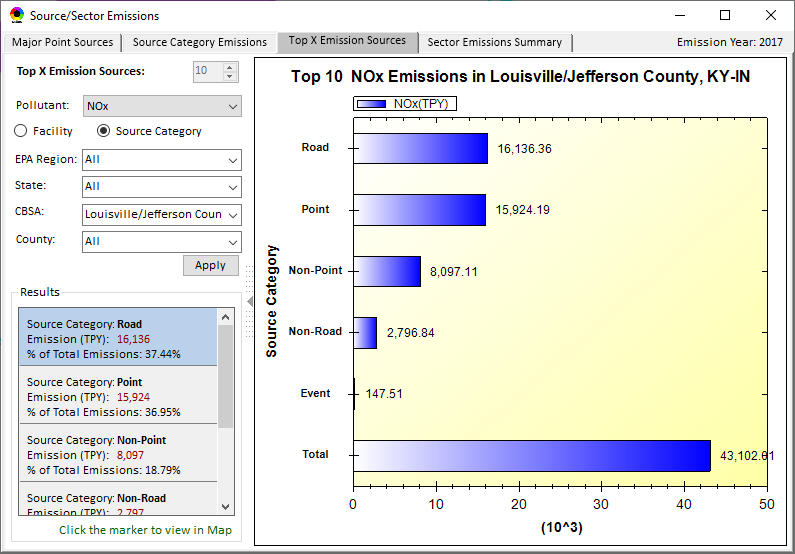 Source/Sector Emissions
Major Point Sources Source Category Emissions Top X Emission Sources Sector Emissions Summary Emission Year: 2017
Top X Emission Sources: 10
Pollutant: NOx
Facility Source Category
EPA Region: All
State: All
CBSA: Louisville/Jefferson Coun
County: All
Apply
Results
Source Category: Road
Emission (TPY): 16,136
% of Total Emissions: 37.44%
Source Category: Point
Emission (TPY): 15,924
% of Total Emissions: 36.95%
Source Category: Non-Point
Emission (TPY): 8,097
% of Total Emissions: 18.79%
Source Category: Non-Road
Emission (TPY): 2,797
Click the marker to view in Map
Top 10 NOx Emissions in Louisville/Jefferson County, KY-IN
NOx(TPY)
Source Category
Road 16,136.36
Point 15,924.19
Non-Point 8,097.11
Non-Road 2,796.84
Event 147.51
Total 43,102.01
0 10 20 30 40 50
(10^3)